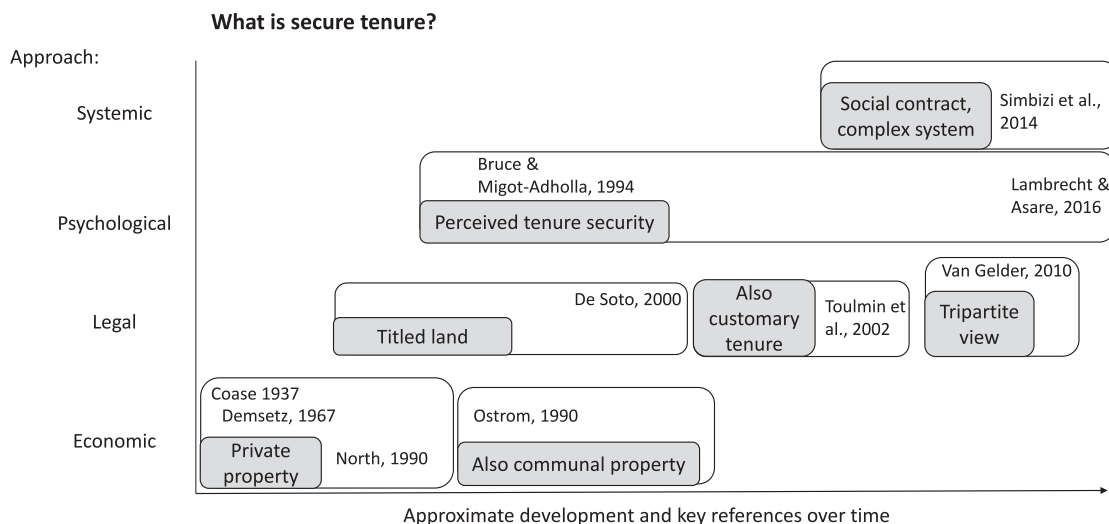 What is secure tenure?
Approach:
Systemic
Social contract,
complex system
Simbizi et al.,
2014
Psychological
Bruce &
Migot-Adholla, 1994
Perceived tenure security
Lambrecht &
Asare, 2016
Legal
De Soto, 2000
Titled land
Also
customary
tenure
Toulmin et
al., 2002
Van Gelder, 2010
Tripartite
view
Economic
Coase 1937
Demsetz, 1967
Private
property
North, 1990
Ostrom, 1990
Also communal property
Approximate development and key references over time